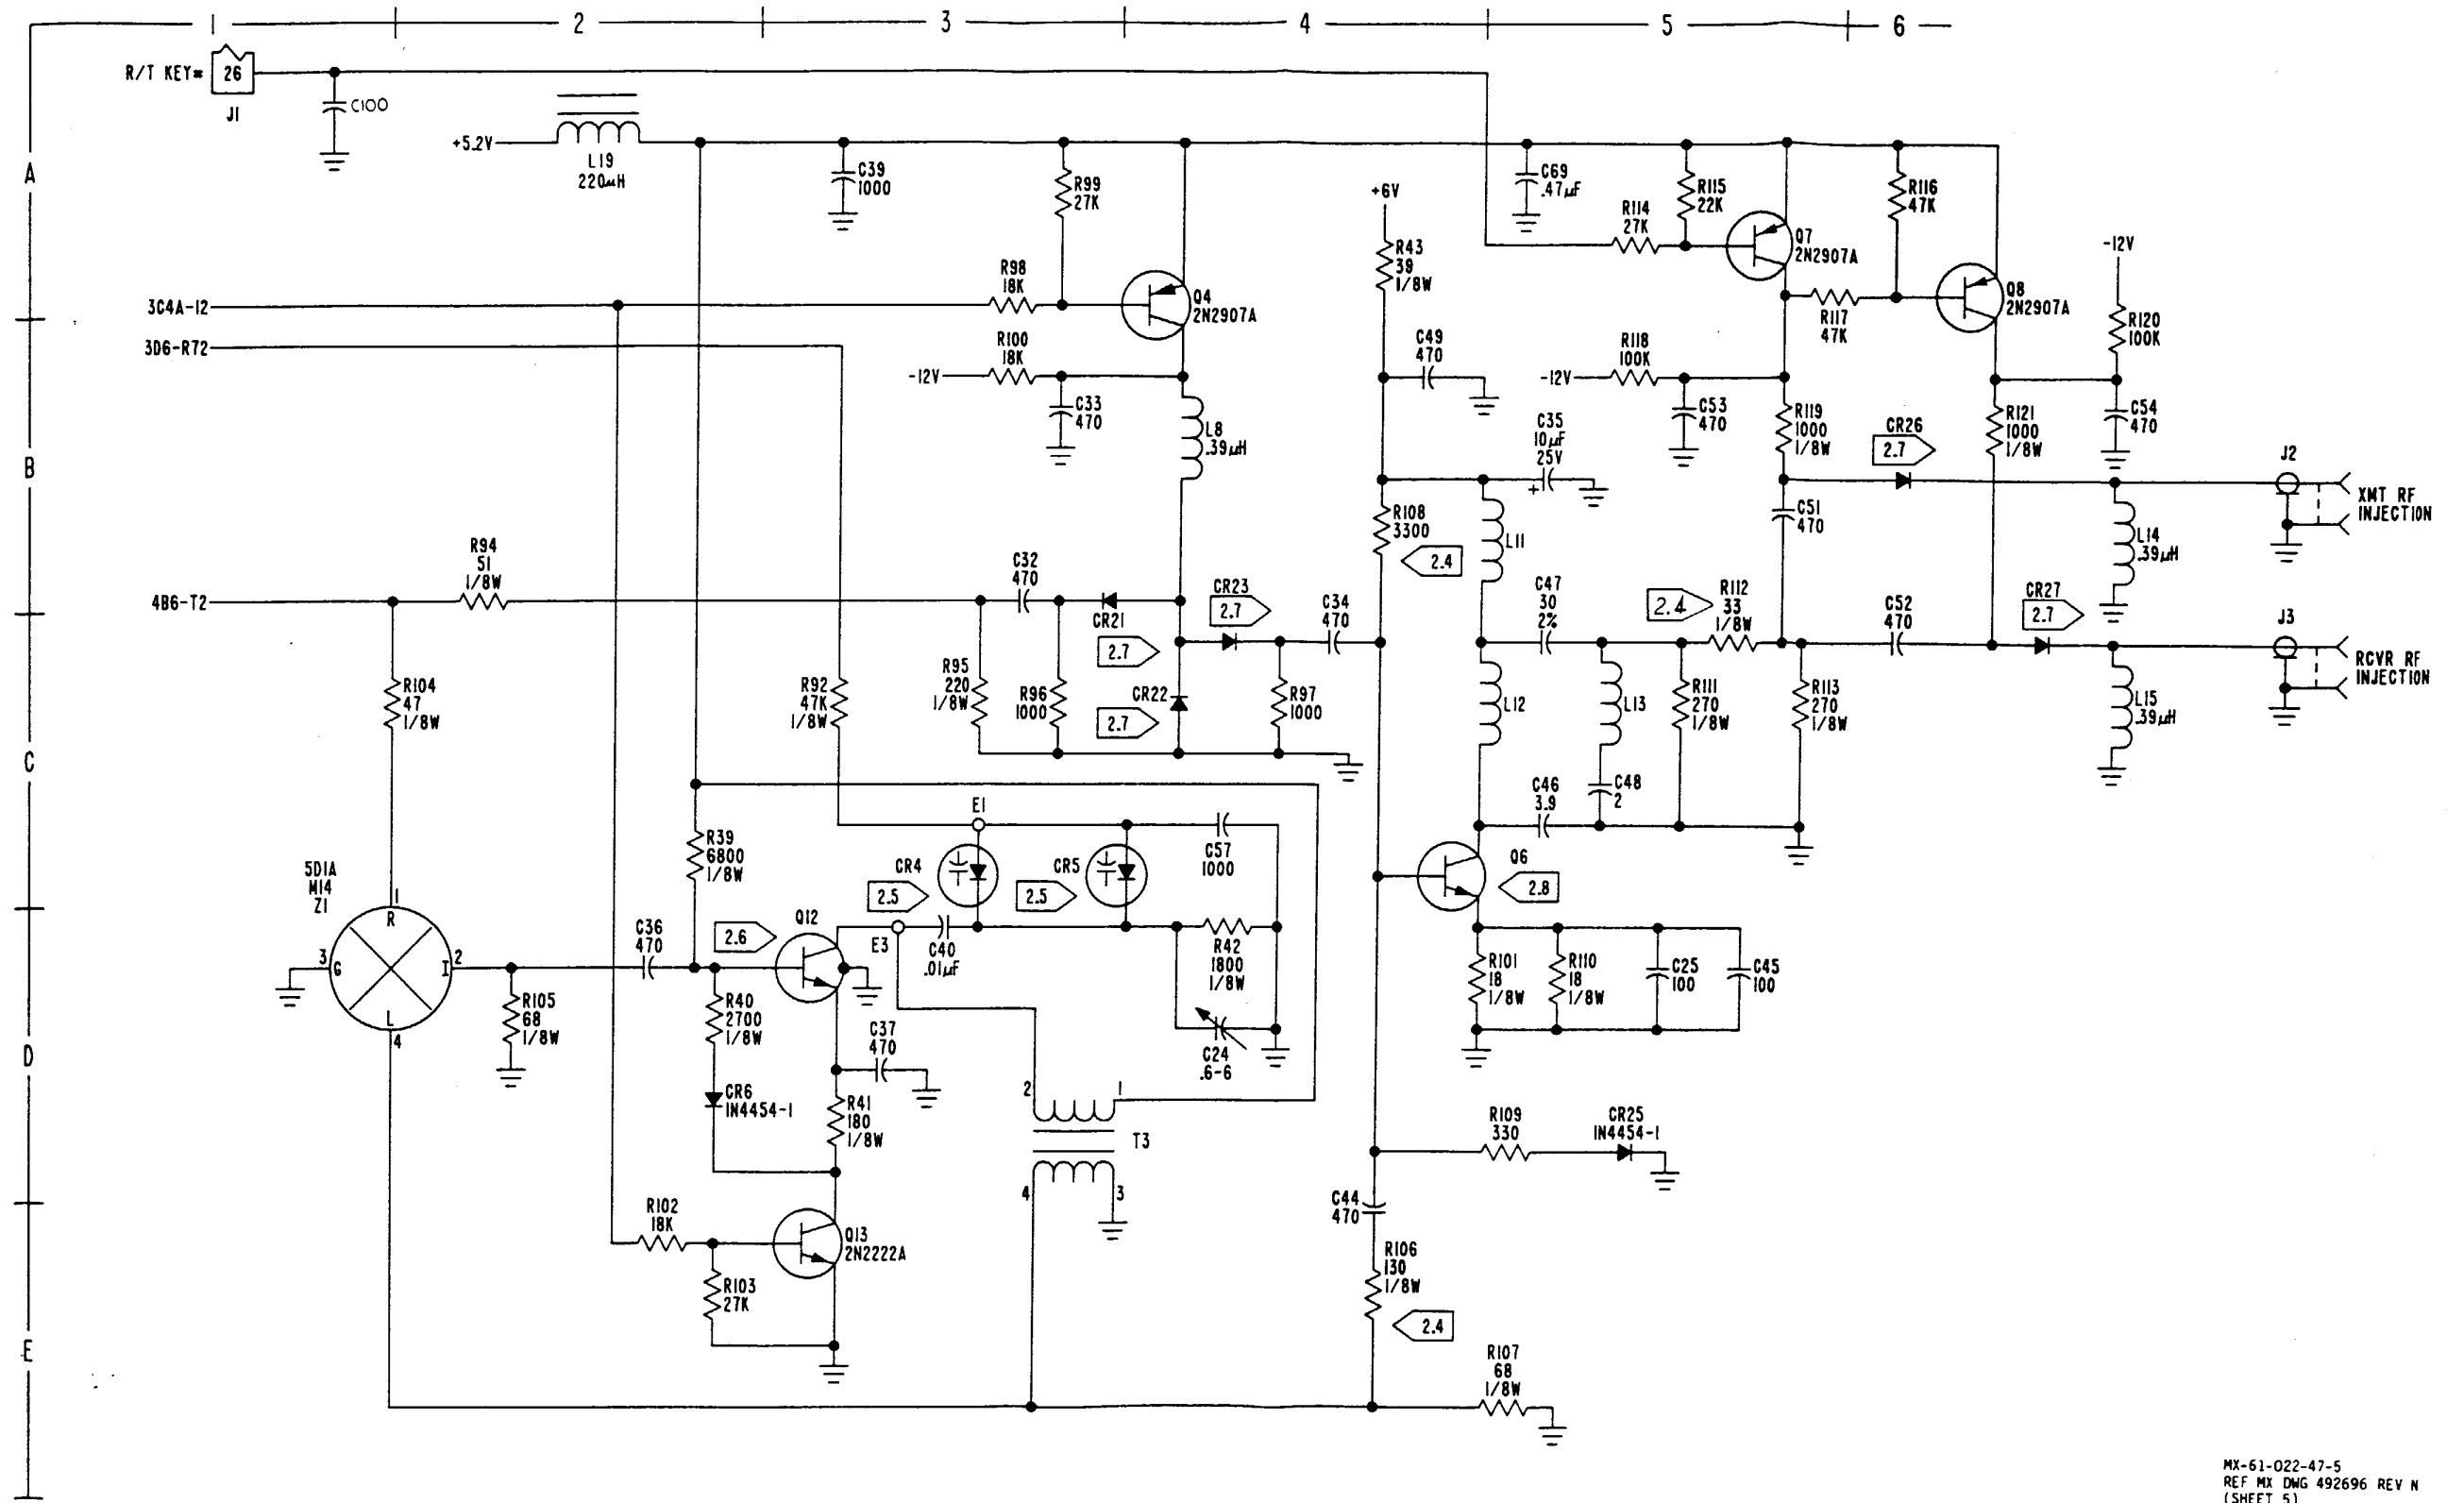 1 2 3 4 5 6
R/T KEY* 26
J1
C100
+5.2V
L19
220µH
C39
1000
R99
27K
+6V
C69
.47µF
R115
22K
R116
47K
R114
27K
Q7
2N2907A
R43
39
1/8W
-12V
A
R98
18K
Q4
2N2907A
Q8
2N2907A
3C4A-12
R117
47K
R120
100K
3D6-R72
R100
18K
-12V
C49
470
R118
100K
-12V
C33
470
C53
470
R119
1000
1/8W
R121
1000
1/8W
C54
470
L8
.39µH
C35
10µF
25V
+
CR26
2.7
B
J2
XMT RF
INJECTION
R108
3300
2.4
L11
C51
470
L14
.39µH
R94
51
1/8W
C32
470
4B6-T2
CR21
2.7
CR23
2.7
C34
470
C47
30
2%
2.4
R112
33
1/8W
C52
470
CR27
2.7
J3
RCVR RF
INJECTION
R104
47
1/8W
R92
47K
1/8W
R95
220
1/8W
R96
1000
CR22
2.7
R97
1000
L12
L13
R111
270
1/8W
R113
270
1/8W
L15
.39µH
C
E1
C46
3.9
C48
2
R39
6800
1/8W
CR4
2.5
CR5
2.5
C57
1000
Q6
2.8
5D1A
M14
Z1
1
R
3
G
I
2
L
4
C36
470
2.6
Q12
E3
C40
.01µF
R42
1800
1/8W
R101
18
1/8W
R110
18
1/8W
C25
100
C45
100
R105
68
1/8W
R40
2700
1/8W
C37
470
C24
.6-6
D
CR6
1N4454-1
R41
180
1/8W
2
1
T3
4
3
R109
330
CR25
1N4454-1
C44
470
R102
18K
Q13
2N2222A
R103
27K
R106
130
1/8W
2.4
E
R107
68
1/8W
MX-61-022-47-5
REF MX DWG 492696 REV N
(SHEET 5)